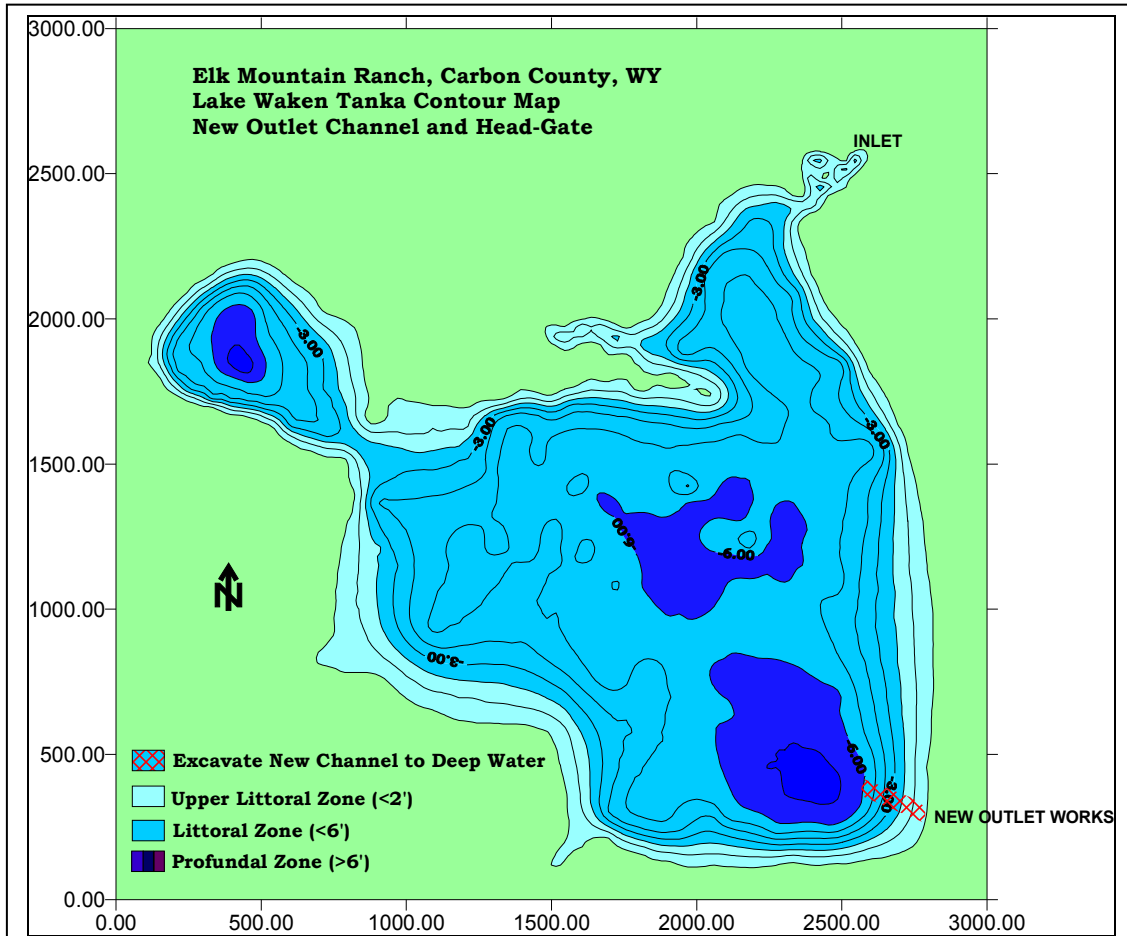 3000.00
Elk Mountain Ranch, Carbon County, WY
Lake Waken Tanka Contour Map
New Outlet Channel and Head-Gate
INLET
2500.00
-3.00
2000.00
-3.00
-3.00
-3.00
1500.00
-6.00
-6.00
N
1000.00
-3.00
500.00
Excavate New Channel to Deep Water
-6.00
Upper Littoral Zone (<2')
-3.00
NEW OUTLET WORKS
Littoral Zone (<6')
Profundal Zone (>6')
0.00
0.00 500.00 1000.00 1500.00 2000.00 2500.00 3000.00